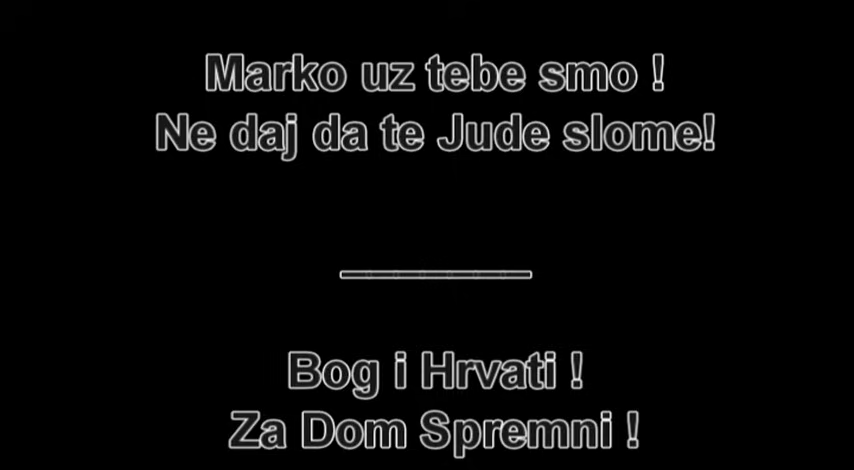 Marko uz tebe smo !
Ne daj da te Jude slome!
Bog i Hrvati !
Za Dom Spremni !